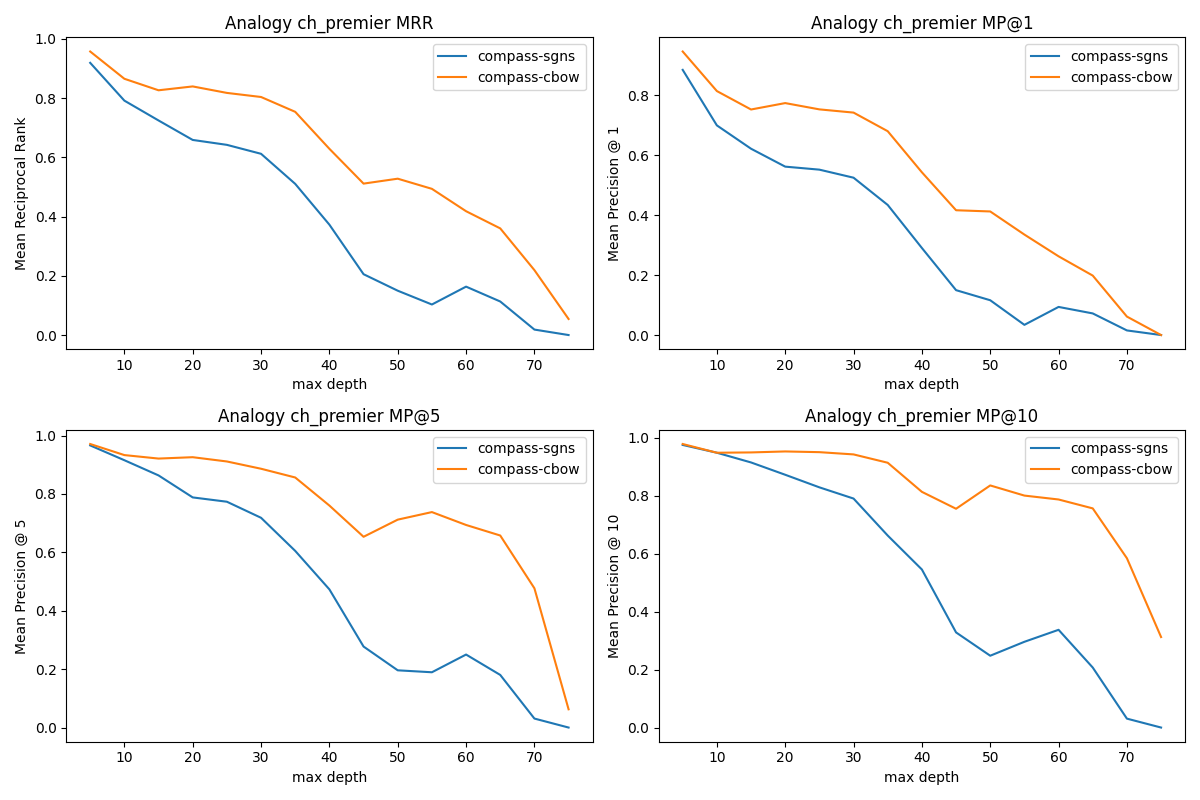 Analogy ch_premier MRR
1.0
0.8
0.6
0.4
0.2
0.0
Mean Reciprocal Rank
compass-sgns
compass-cbow
10 20 30 40 50 60 70
max depth
Analogy ch_premier MP@1
0.8
0.6
0.4
0.2
0.0
Mean Precision @ 1
compass-sgns
compass-cbow
10 20 30 40 50 60 70
max depth
Analogy ch_premier MP@5
1.0
0.8
0.6
0.4
0.2
0.0
Mean Precision @ 5
compass-sgns
compass-cbow
10 20 30 40 50 60 70
max depth
Analogy ch_premier MP@10
1.0
0.8
0.6
0.4
0.2
0.0
Mean Precision @ 10
compass-sgns
compass-cbow
10 20 30 40 50 60 70
max depth